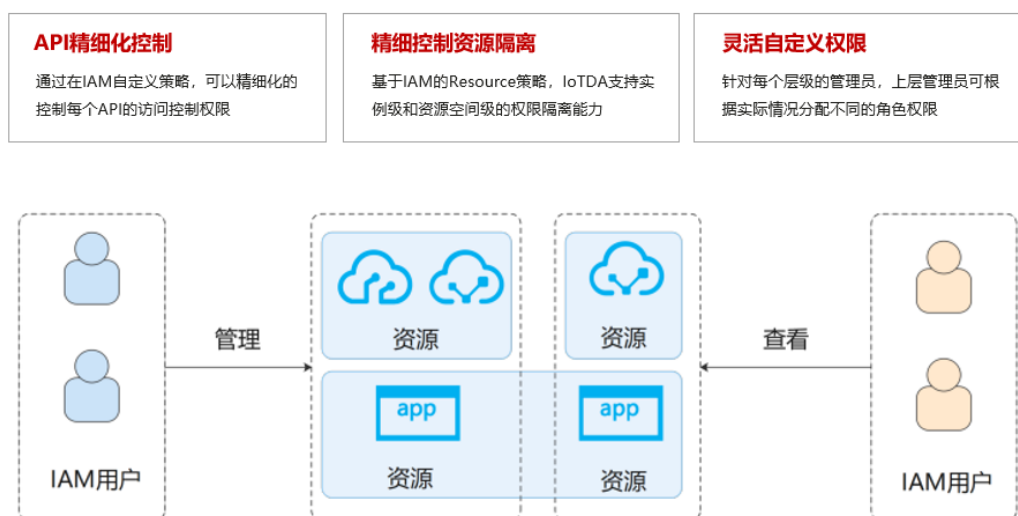 API精细化控制
通过在IAM自定义策略，可以精细化的
控制每个API的访问控制权限
精细控制资源隔离
基于IAM的Resource策略，IoTDA支持实
例级和资源空间级的权限隔离能力
灵活自定义权限
针对每个层级的管理员，上层管理员可根
据实际情况分配不同的角色权限
管理
IAM用户
资源
资源
app
app
资源
资源
查看
IAM用户